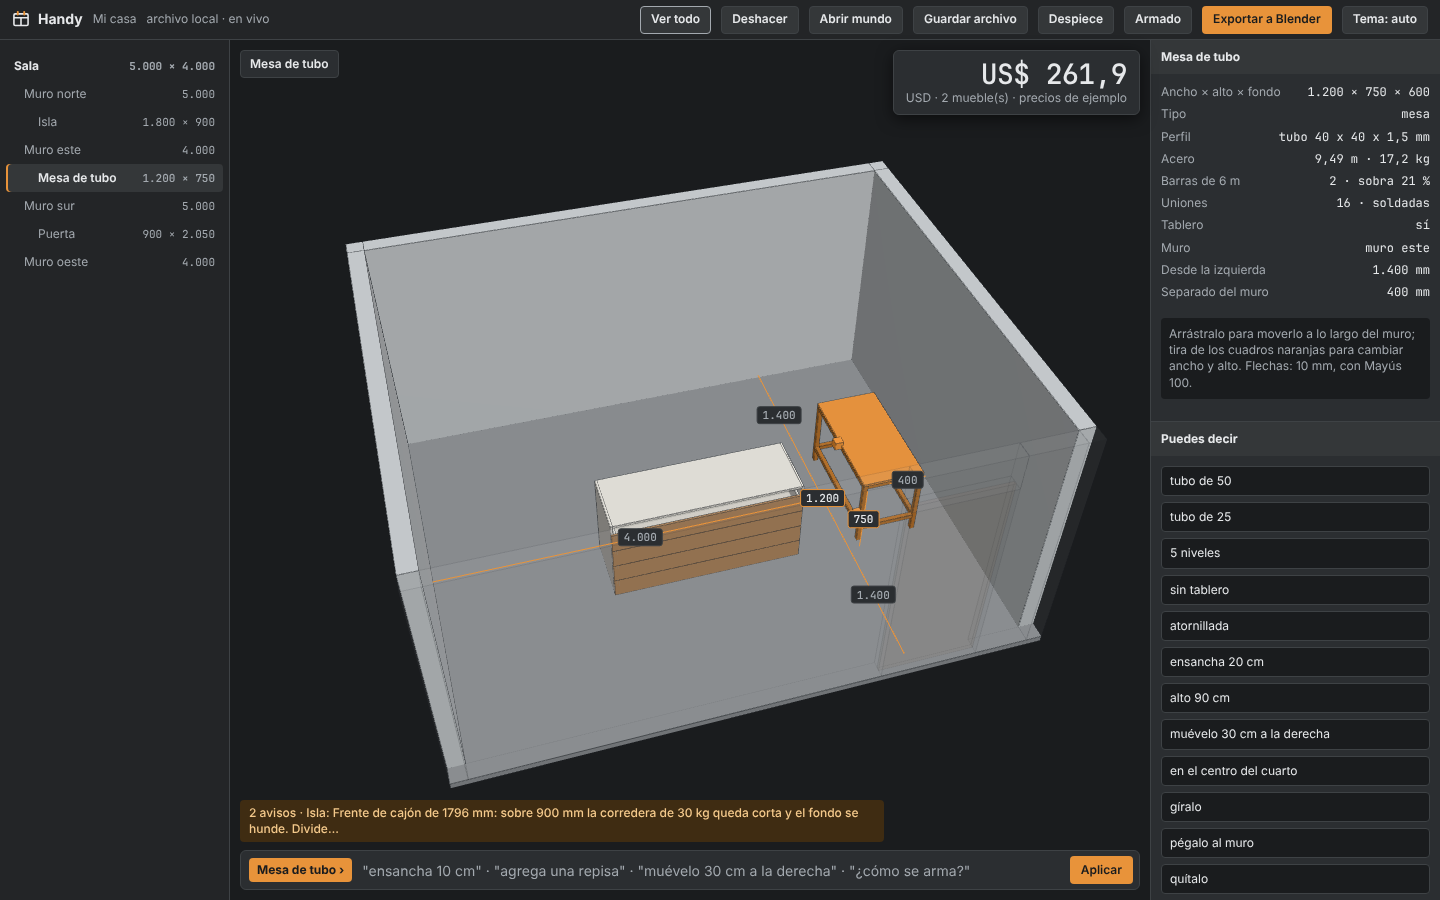 Handy Mi casa archivo local · en vivo
Ver todo Deshacer Abrir mundo Guardar archivo Despiece Armado Exportar a Blender Tema: auto
Sala 5.000 × 4.000
Muro norte 5.000
Isla 1.800 × 900
Muro este 4.000
Mesa de tubo 1.200 × 750
Muro sur 5.000
Puerta 900 × 2.050
Muro oeste 4.000
Mesa de tubo
US$ 261,9
USD · 2 mueble(s) · precios de ejemplo
1.400
400
1.200
750
4.000
1.400
2 avisos · Isla: Frente de cajón de 1796 mm: sobre 900 mm la corredera de 30 kg queda corta y el fondo se
hunde. Divide...
Mesa de tubo › "ensancha 10 cm" · "agrega una repisa" · "muévelo 30 cm a la derecha" · "¿cómo se arma?" Aplicar
Mesa de tubo
Ancho × alto × fondo 1.200 × 750 × 600
Tipo mesa
Perfil tubo 40 x 40 x 1,5 mm
Acero 9,49 m · 17,2 kg
Barras de 6 m 2 · sobra 21 %
Uniones 16 · soldadas
Tablero sí
Muro muro este
Desde la izquierda 1.400 mm
Separado del muro 400 mm
Arrástralo para moverlo a lo largo del muro;
tira de los cuadros naranjas para cambiar
ancho y alto. Flechas: 10 mm, con Mayús
100.
Puedes decir
tubo de 50
tubo de 25
5 niveles
sin tablero
atornillada
ensancha 20 cm
alto 90 cm
muévelo 30 cm a la derecha
en el centro del cuarto
gíralo
pégalo al muro
quítalo